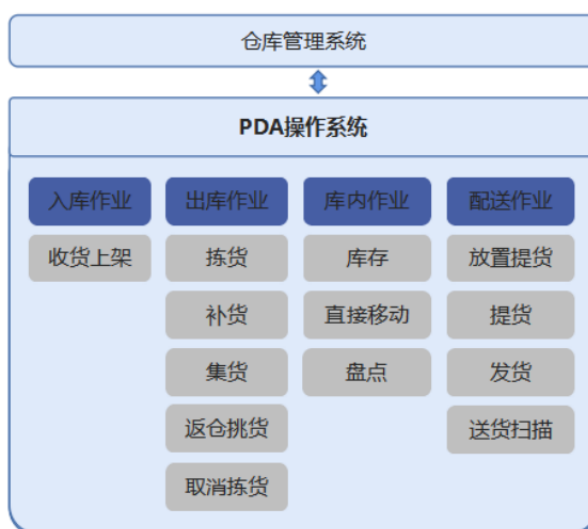 仓库管理系统
PDA操作系统
入库作业 出库作业 库内作业 配送作业
收货上架 拣货 库存 放置提货
补货 直接移动 提货
集货 盘点 发货
返仓挑货 送货扫描
取消拣货